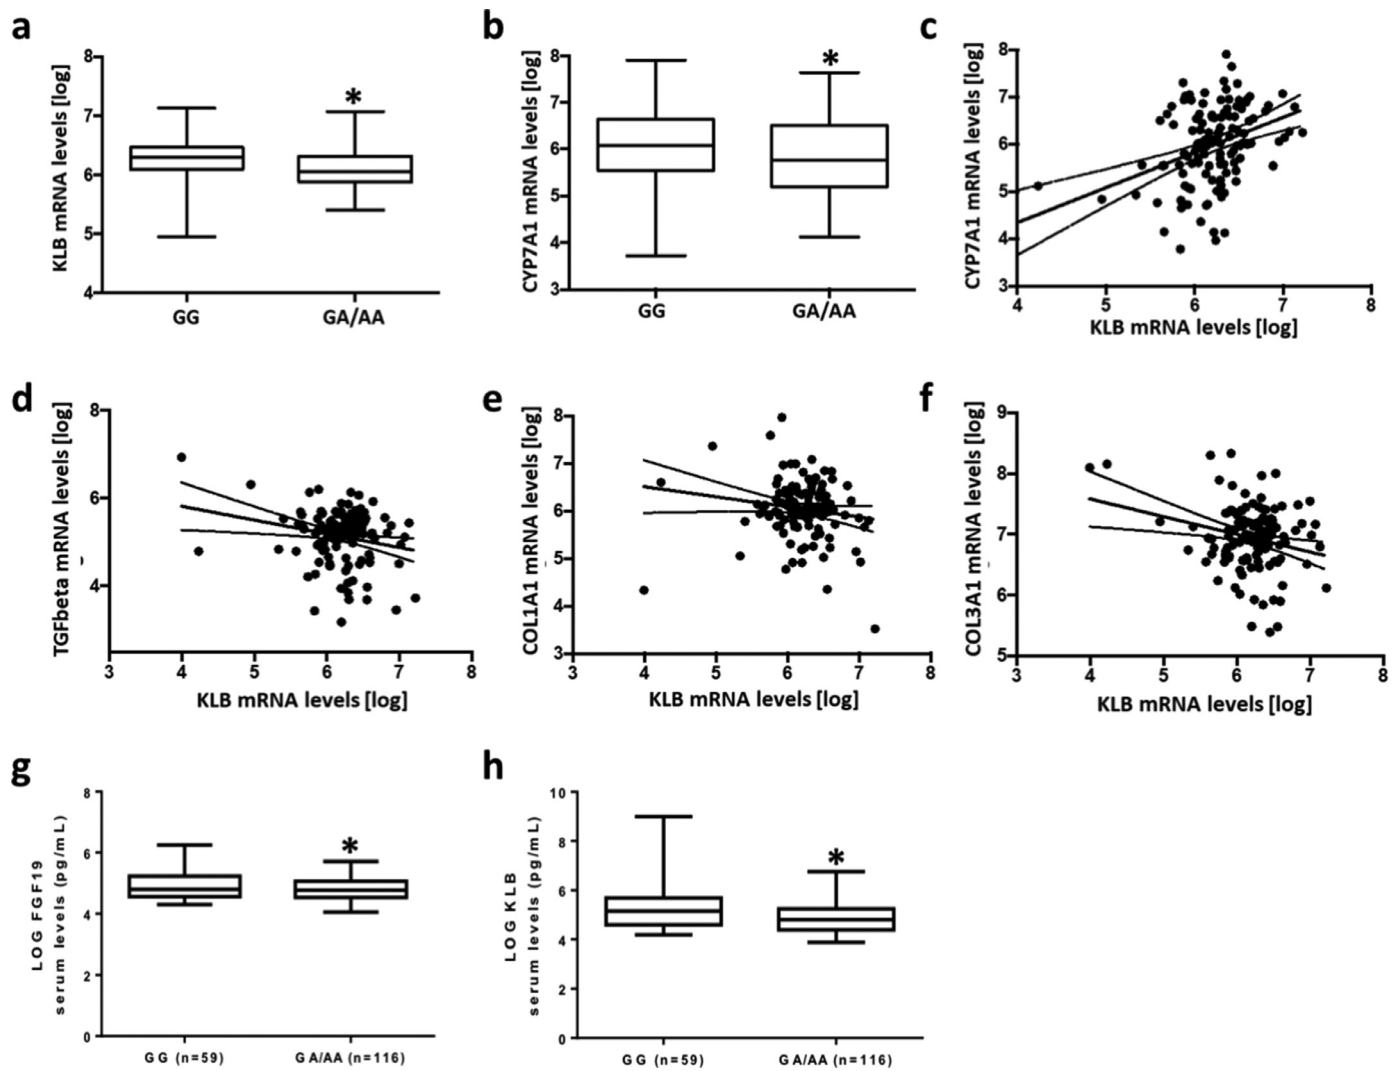 a
KLB mRNA levels [log]
8
7
6
5
4
*
GG
GA/AA
b
CYP7A1 mRNA levels [log]
8
7
6
5
4
3
*
GG
GA/AA
c
CYP7A1 mRNA levels [log]
8
7
6
5
4
3
4
5
6
7
8
KLB mRNA levels [log]
d
TGFbeta mRNA levels [log]
8
6
4
3
4
5
6
7
8
KLB mRNA levels [log]
e
COL1A1 mRNA levels [log]
8
7
6
5
4
3
3
4
5
6
7
8
KLB mRNA levels [log]
f
COL3A1 mRNA levels [log]
9
8
7
6
5
3
4
5
6
7
8
KLB mRNA levels [log]
g
LOG FGF19
serum levels (pg/mL)
8
6
4
2
0
*
GG (n=59)
GA/AA (n=116)
h
LOG KLB
serum levels (pg/mL)
10
8
6
4
2
0
*
GG (n=59)
GA/AA (n=116)